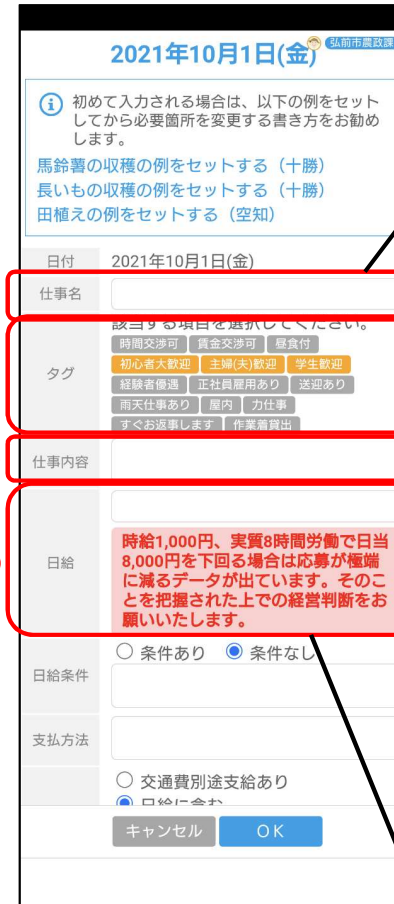 2021年10月1日(金)
弘前市農政課
初めて入力される場合は、以下の例をセット
してから必要箇所を変更する書き方をお勧め
します。
馬鈴薯の収穫の例をセットする（十勝）
長いもの収穫の例をセットする（十勝）
田植えの例をセットする（空知）
日付 2021年10月1日(金)
仕事名
該当する項目を選択してください。
タグ
時間交渉可 賃金交渉可 昼食付
初心者大歓迎 主婦(夫)歓迎 学生歓迎
経験者優遇 正社員雇用あり 送迎あり
雨天仕事あり 屋内 力仕事
すぐお返事します 作業着貸出
仕事内容
日給
時給1,000円、実質8時間労働で日当
8,000円を下回る場合は応募が極端
に減るデータが出ています。そのこ
とを把握された上での経営判断をお
願いいたします。
日給条件
条件あり 条件なし
支払方法
交通費別途支給あり
日給に含む
キャンセル OK